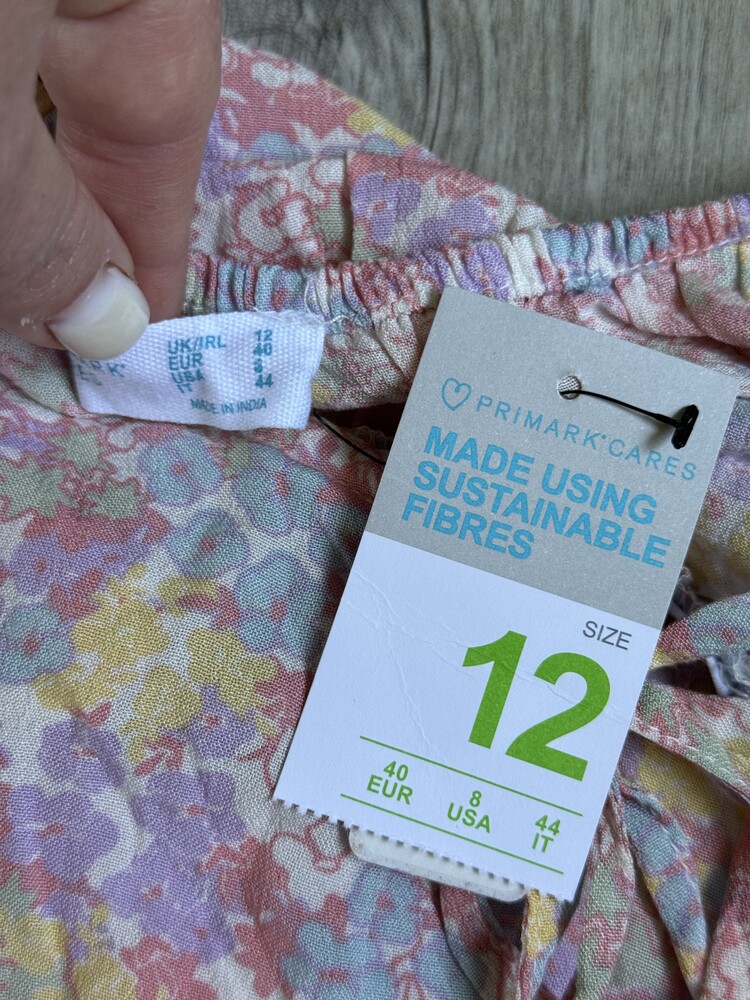 UK/IRL 12
EUR 40
USA 8
IT 44
MADE IN INDIA
PRIMARK CARES
MADE USING
SUSTAINABLE
FIBRES
SIZE
12
40 8 44
EUR USA IT